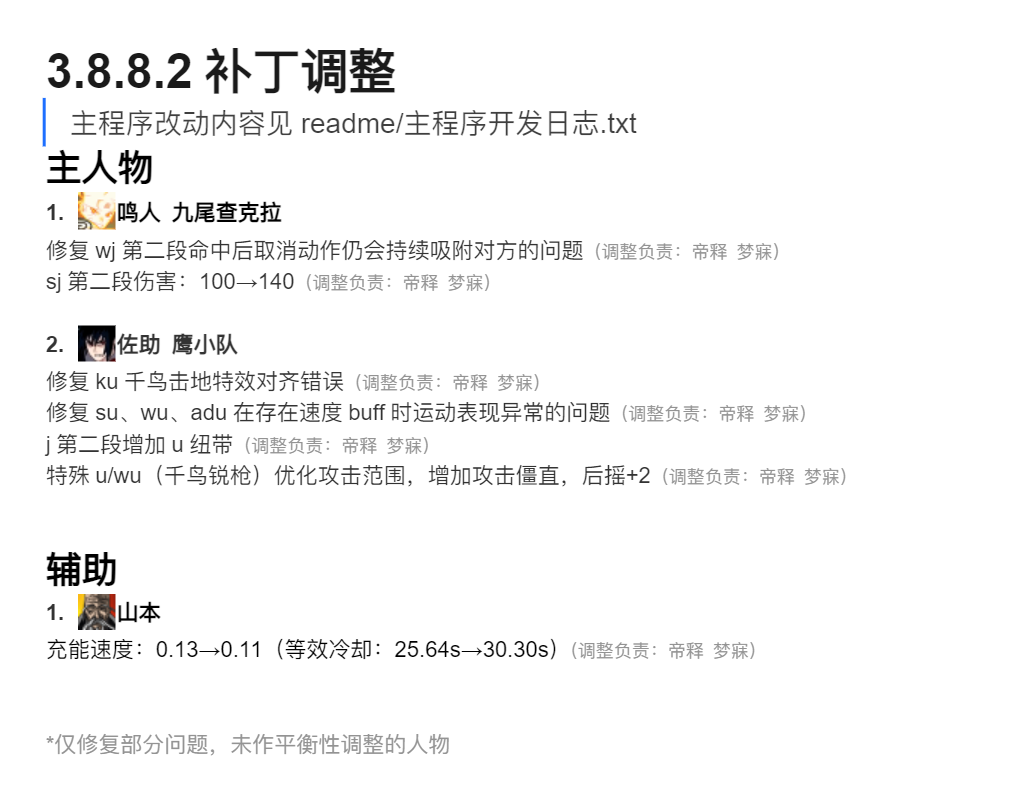 3.8.8.2 补丁调整
主程序改动内容见 readme/主程序开发日志.txt
主人物
1. 鸣人 九尾查克拉
修复 wj 第二段命中后取消动作仍会持续吸附对方的问题（调整负责：帝释 梦寐）
sj 第二段伤害：100→140（调整负责：帝释 梦寐）
2. 佐助 鹰小队
修复 ku 千鸟击地特效对齐错误（调整负责：帝释 梦寐）
修复 su、wu、adu 在存在速度 buff 时运动表现异常的问题（调整负责：帝释 梦寐）
j 第二段增加 u 纽带（调整负责：帝释 梦寐）
特殊 u/wu（千鸟锐枪）优化攻击范围，增加攻击僵直，后摇+2（调整负责：帝释 梦寐）
辅助
1. 山本
充能速度：0.13→0.11（等效冷却：25.64s→30.30s）（调整负责：帝释 梦寐）
*仅修复部分问题，未作平衡性调整的人物